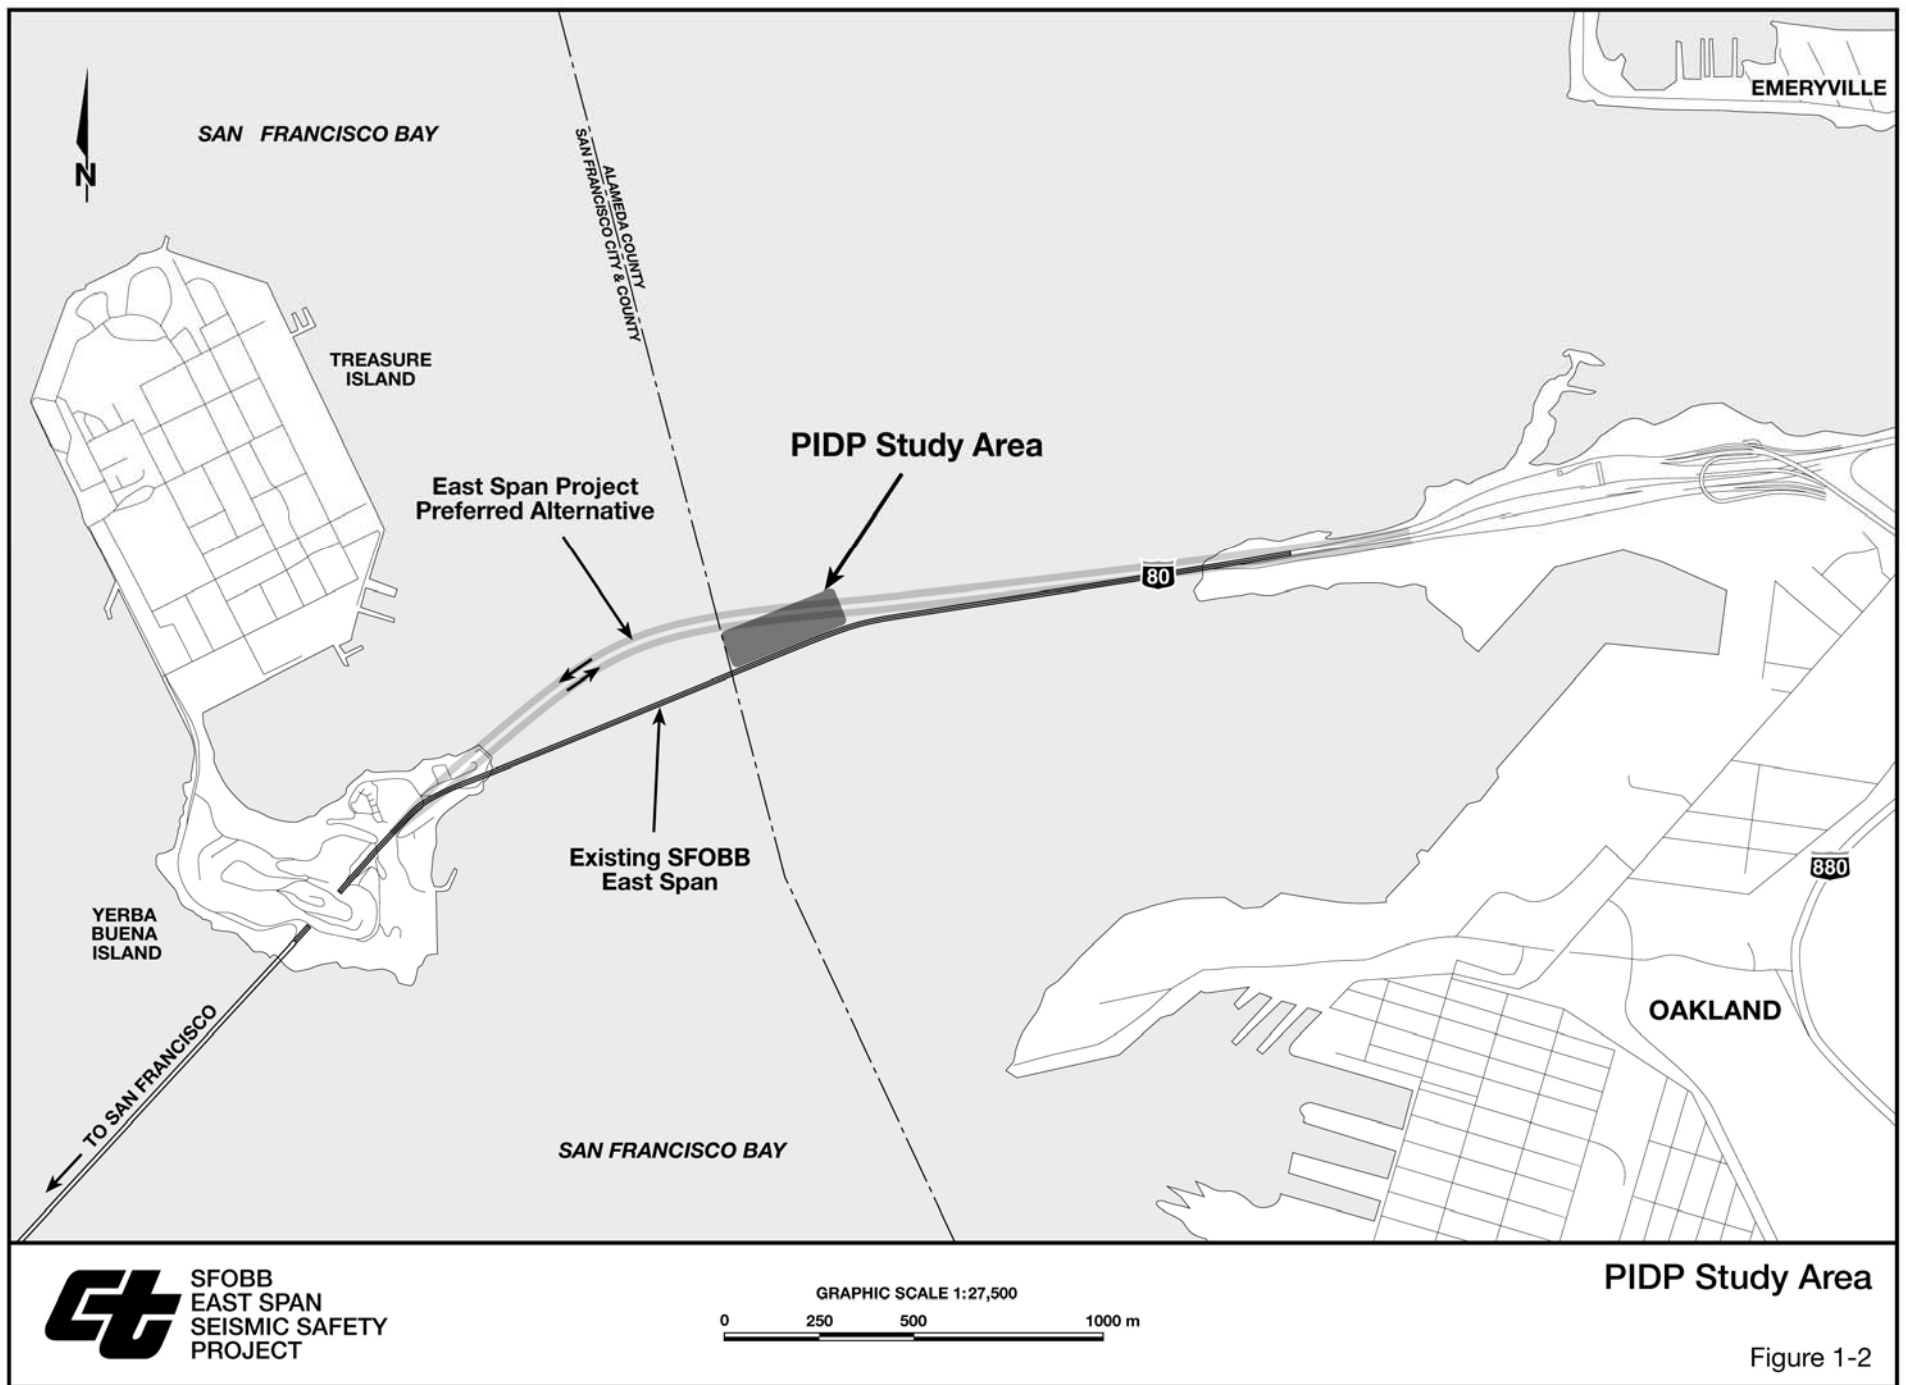 EMERYVILLE
SAN FRANCISCO BAY
N
ALAMEDA COUNTY
SAN FRANCISCO CITY & COUNTY
TREASURE
ISLAND
PIDP Study Area
East Span Project
Preferred Alternative
80
Existing SFOBB
East Span
880
YERBA
BUENA
ISLAND
OAKLAND
TO SAN FRANCISCO
SAN FRANCISCO BAY
ct
SFOBB
EAST SPAN
SEISMIC SAFETY
PROJECT
GRAPHIC SCALE 1:27,500
0 250 500 1000 m
PIDP Study Area
Figure 1-2